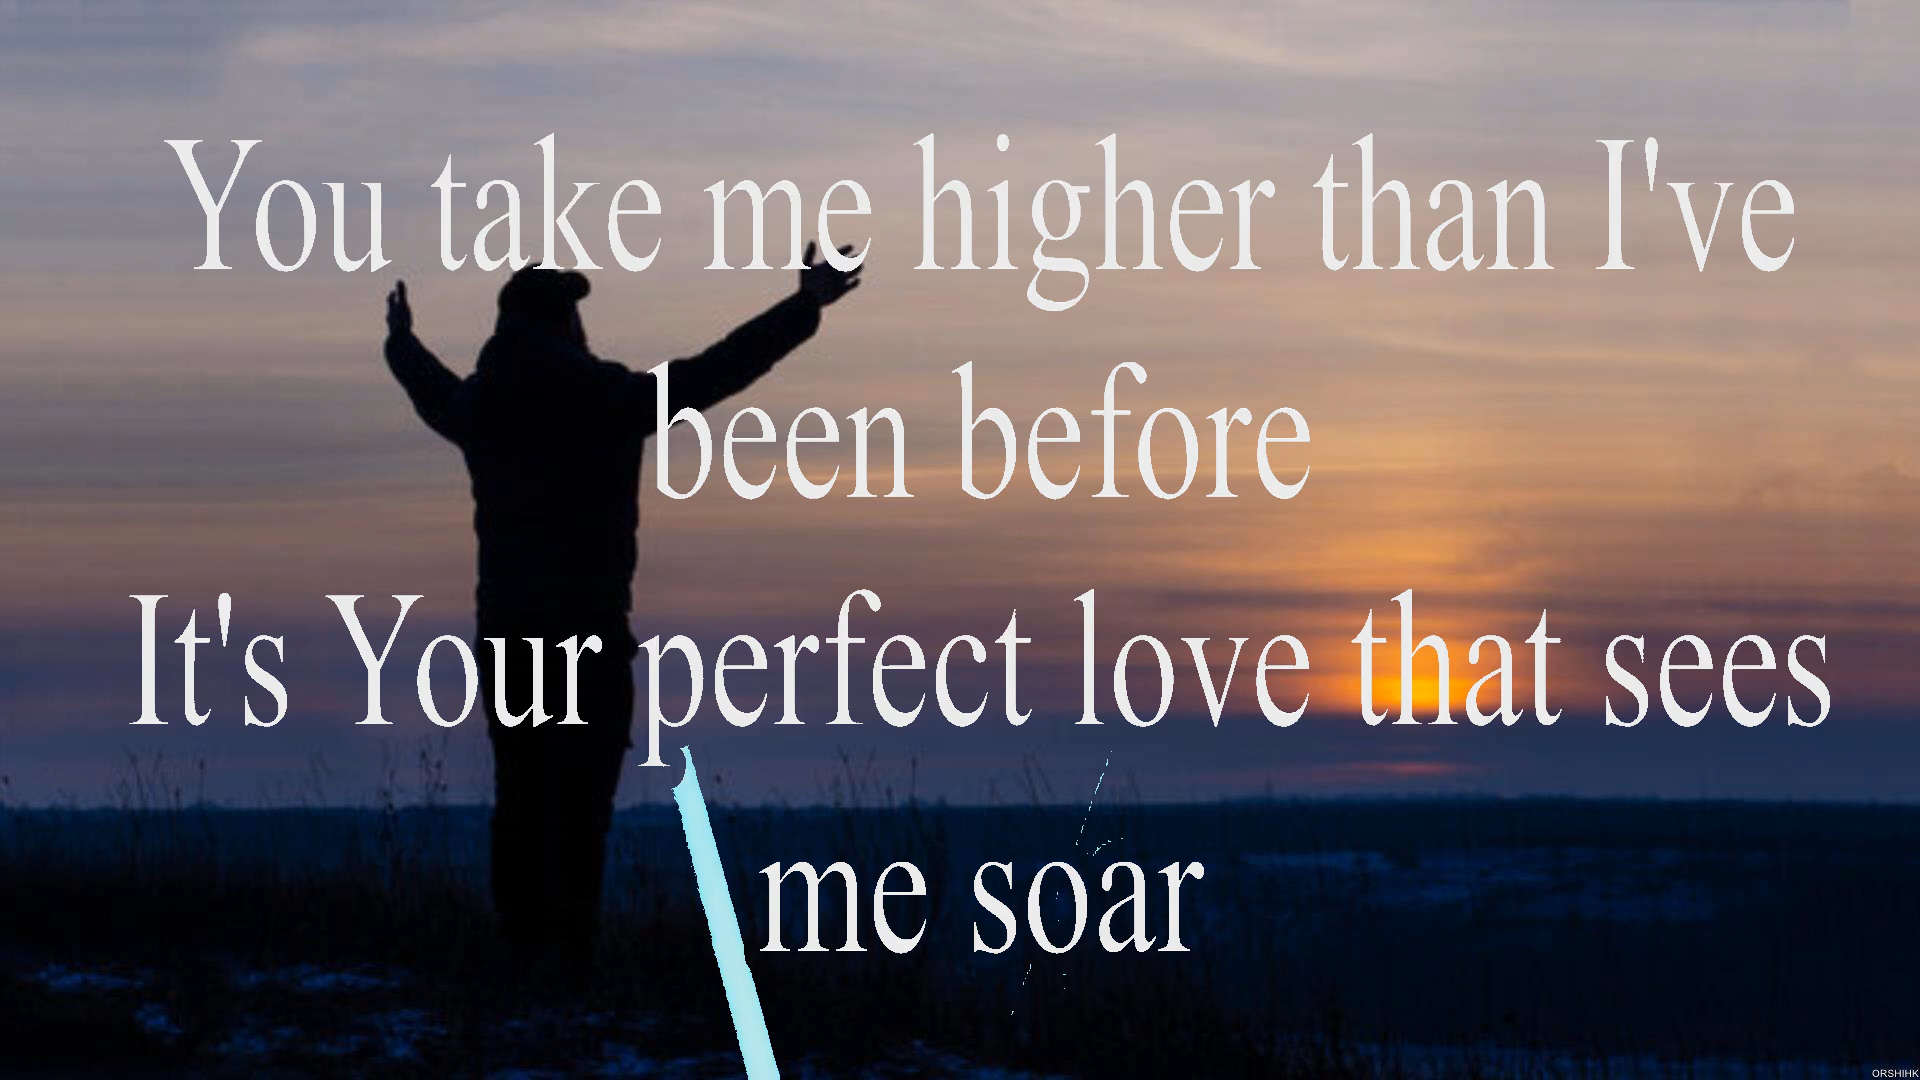 You take me higher than I've
been before
It's Your perfect love that sees
me soar
ORSHIHK